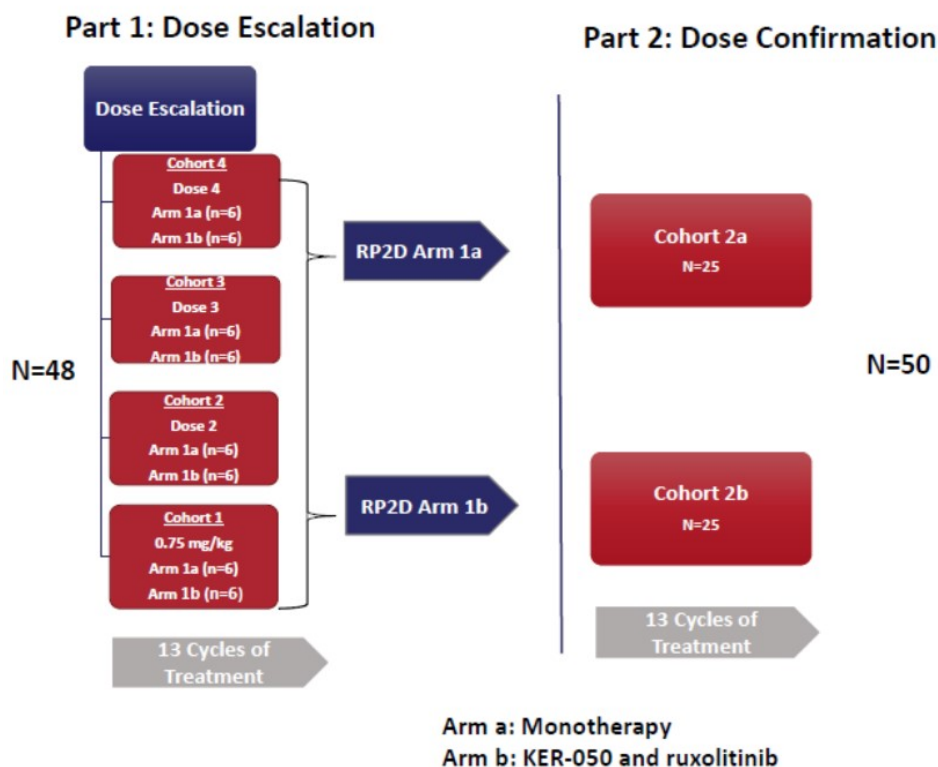 Part 1: Dose Escalation
Dose Escalation
Cohort 4
Dose 4
Arm 1a (n=6)
Arm 1b (n=6)
Cohort 3
Dose 3
Arm 1a (n=6)
Arm 1b (n=6)
N=48
Cohort 2
Dose 2
Arm 1a (n=6)
Arm 1b (n=6)
Cohort 1
0.75 mg/kg
Arm 1a (n=6)
Arm 1b (n=6)
13 Cycles of
Treatment
RP2D Arm 1a
RP2D Arm 1b
Part 2: Dose Confirmation
Cohort 2a
N=25
N=50
Cohort 2b
N=25
13 Cycles of
Treatment
Arm a: Monotherapy
Arm b: KER-050 and ruxolitinib